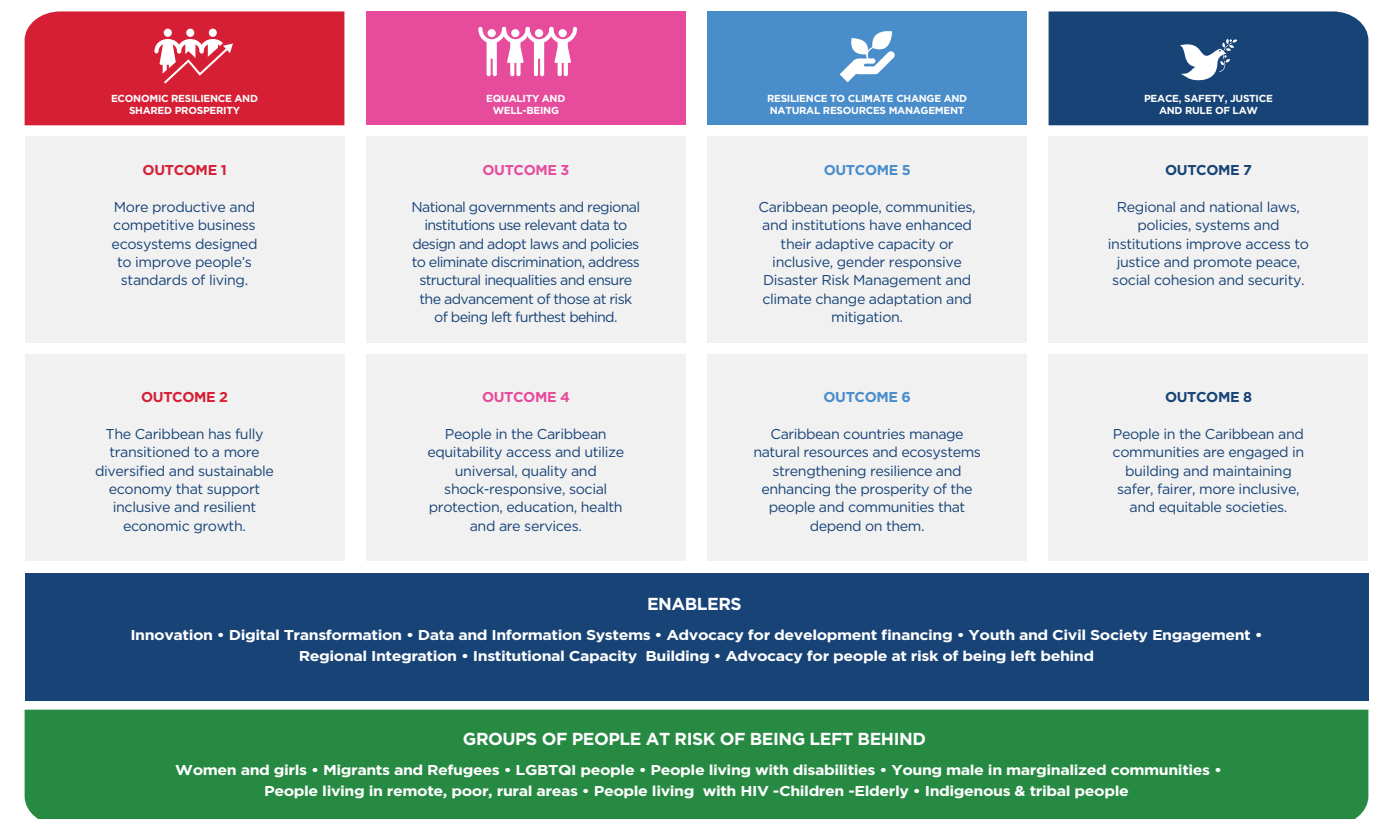 ECONOMIC RESILIENCE AND
SHARED PROSPERITY
EQUALITY AND
WELL-BEING
RESILIENCE TO CLIMATE CHANGE AND
NATURAL RESOURCES MANAGEMENT
PEACE, SAFETY, JUSTICE
AND RULE OF LAW
OUTCOME 1
More productive and
competitive business
ecosystems designed
to improve people's
standards of living.
OUTCOME 3
National governments and regional
institutions use relevant data to
design and adopt laws and policies
to eliminate discrimination, address
structural inequalities and ensure
the advancement of those at risk
of being left furthest behind.
OUTCOME 5
Caribbean people, communities,
and institutions have enhanced
their adaptive capacity or
inclusive, gender responsive
Disaster Risk Management and
climate change adaptation and
mitigation.
OUTCOME 7
Regional and national laws,
policies, systems and
institutions improve access to
justice and promote peace,
social cohesion and security.
OUTCOME 2
The Caribbean has fully
transitioned to a more
diversified and sustainable
economy that support
inclusive and resilient
economic growth.
OUTCOME 4
People in the Caribbean
equitability access and utilize
universal, quality and
shock-responsive, social
protection, education, health
and are services.
OUTCOME 6
Caribbean countries manage
natural resources and ecosystems
strengthening resilience and
enhancing the prosperity of the
people and communities that
depend on them.
OUTCOME 8
People in the Caribbean and
communities are engaged in
building and maintaining
safer, fairer, more inclusive,
and equitable societies.
ENABLERS
Innovation • Digital Transformation • Data and Information Systems • Advocacy for development financing • Youth and Civil Society Engagement •
Regional Integration • Institutional Capacity Building • Advocacy for people at risk of being left behind
GROUPS OF PEOPLE AT RISK OF BEING LEFT BEHIND
Women and girls • Migrants and Refugees • LGBTQI people • People living with disabilities • Young male in marginalized communities •
People living in remote, poor, rural areas • People living with HIV -Children -Elderly • Indigenous & tribal people